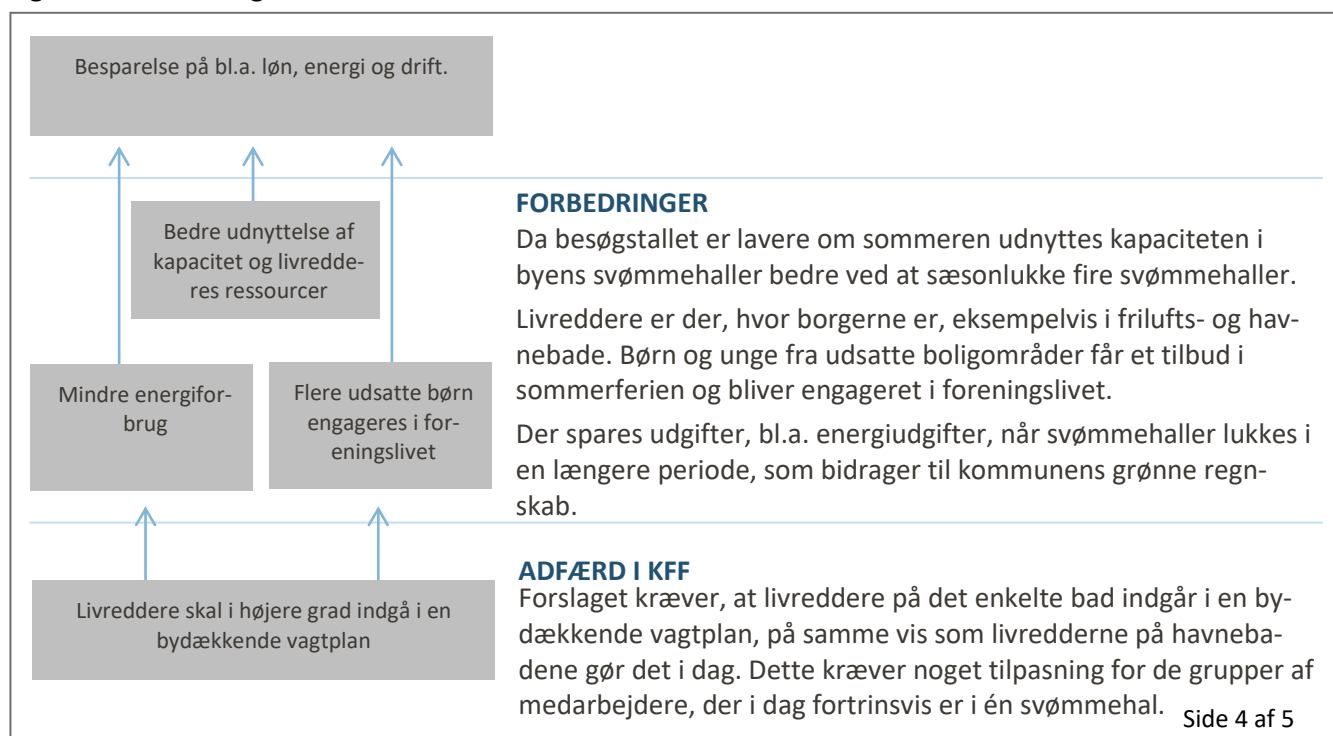 Besparelse på bl.a. løn, energi og drift.
Bedre udnyttelse af
kapacitet og livredde-
res ressourcer
Mindre energifor-
brug
Flere udsatte børn
engageres i for-
eningslivet
FORBEDRINGER
Da besøgstallet er lavere om sommeren udnyttes kapaciteten i
byens svømmehaller bedre ved at sæsonlukke fire svømmehaller.
Livreddere er der, hvor borgerne er, eksempelvis i frilufts- og hav-
nebade. Børn og unge fra udsatte boligområder får et tilbud i
sommerferien og bliver engageret i foreningslivet.
Der spares udgifter, bl.a. energiudgifter, når svømmehaller lukkes i
en længere periode, som bidrager til kommunens grønne regn-
skab.
Livreddere skal i højere grad indgå i en
bydækkende vagtplan
ADFÆRD I KFF
Forslaget kræver, at livreddere på det enkelte bad indgår i en by-
dækkende vagtplan, på samme vis som livredderne på havneba-
dene gør det i dag. Dette kræver noget tilpasning for de grupper af
medarbejdere, der i dag fortrinsvis er i én svømmehal.
Side 4 af 5